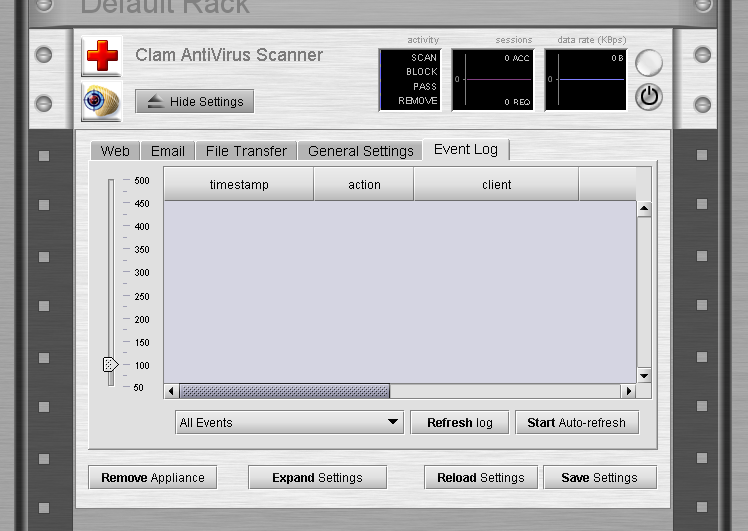 Default Rack
Clam AntiVirus Scanner
Hide Settings
activity
SCAN
BLOCK
PASS
REMOVE
sessions
0 ACC
0
0 REQ
data rate (KBps)
0 B
0
Web Email File Transfer General Settings Event Log
timestamp action client
500
450
400
350
300
250
200
150
100
50
All Events
Refresh log
Start Auto-refresh
Remove Appliance
Expand Settings
Reload Settings
Save Settings